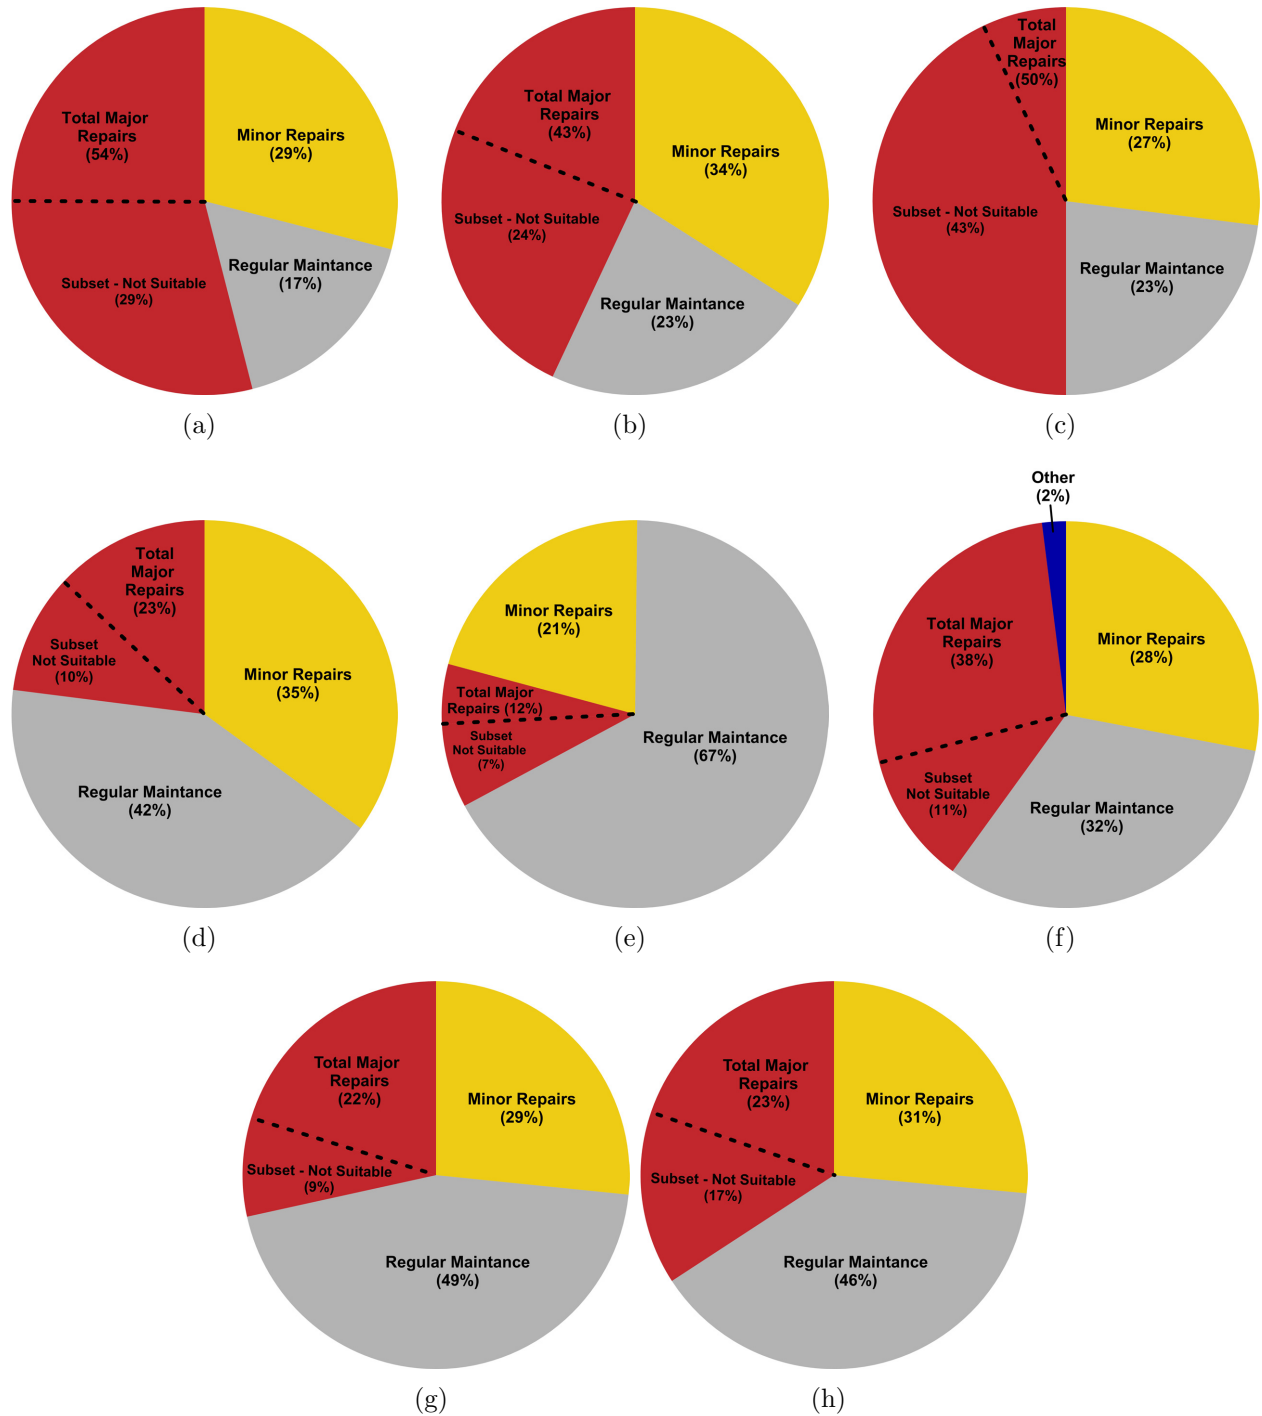 Total Major
Repairs
(54%)
Minor Repairs
(29%)
Regular Maintance
(17%)
Subset - Not Suitable
(29%)
(a)
Total Major
Repairs
(43%)
Minor Repairs
(34%)
Subset - Not Suitable
(24%)
Regular Maintance
(23%)
(b)
Total
Major
Repairs
(50%)
Minor Repairs
(27%)
Subset - Not Suitable
(43%)
Regular Maintance
(23%)
(c)
Total
Major
Repairs
(23%)
Subset
Not Suitable
(10%)
Minor Repairs
(35%)
Regular Maintance
(42%)
(d)
Minor Repairs
(21%)
Total Major
Repairs (12%)
Subset
Not Suitable
(7%)
Regular Maintance
(67%)
(e)
Other
(2%)
Total Major
Repairs
(38%)
Minor Repairs
(28%)
Subset
Not Suitable
(11%)
Regular Maintance
(32%)
(f)
Total Major
Repairs
(22%)
Minor Repairs
(29%)
Subset - Not Suitable
(9%)
Regular Maintance
(49%)
(g)
Total Major
Repairs
(23%)
Minor Repairs
(31%)
Subset - Not Suitable
(17%)
Regular Maintance
(46%)
(h)